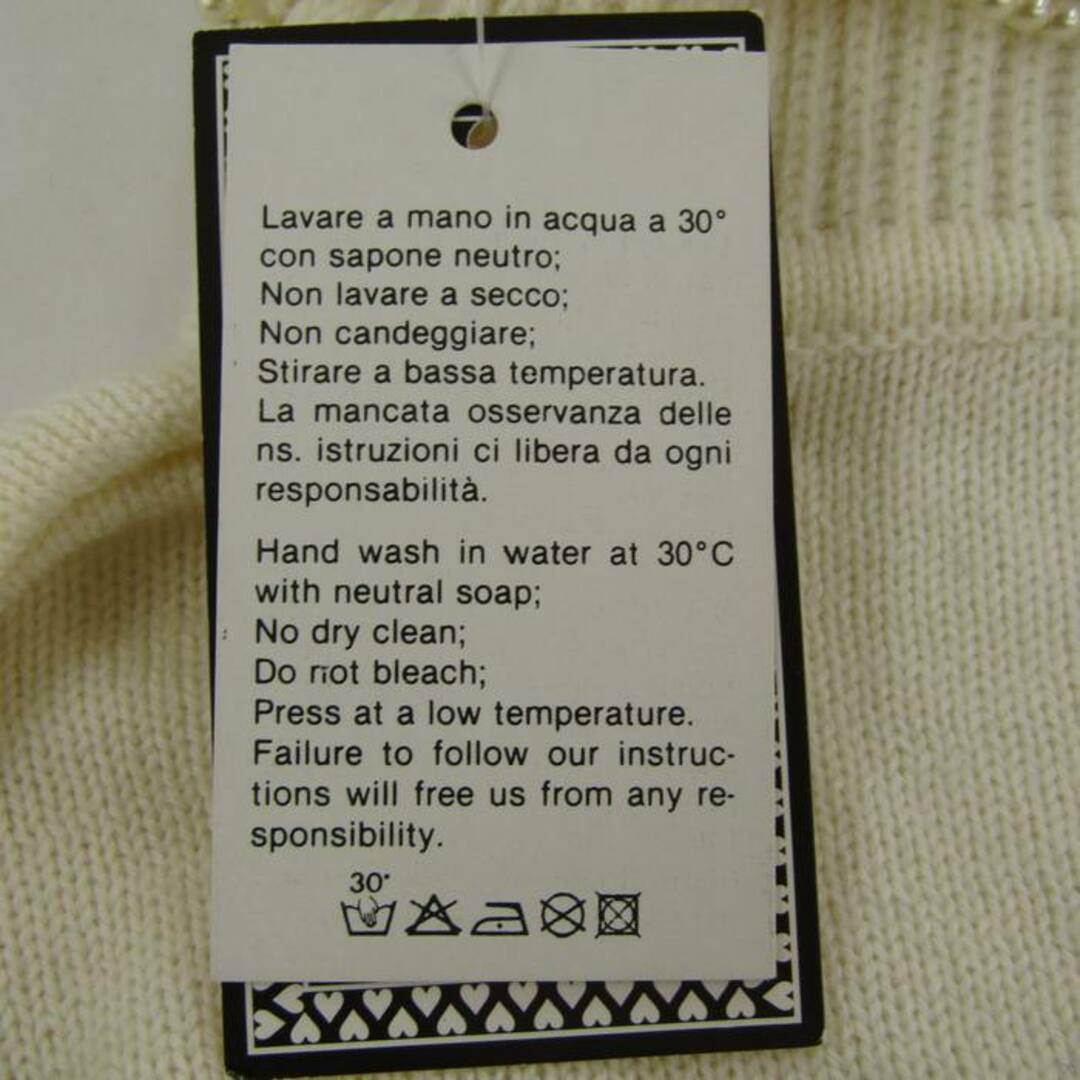 Lavare a mano in acqua a 30°
con sapone neutro;
Non lavare a secco;
Non candeggiare;
Stirare a bassa temperatura.
La mancata osservanza delle
ns. istruzioni ci libera da ogni
responsabilità.
Hand wash in water at 30°C
with neutral soap;
No dry clean;
Do not bleach;
Press at a low temperature.
Failure to follow our instruc-
tions will free us from any re-
sponsibility.
30°